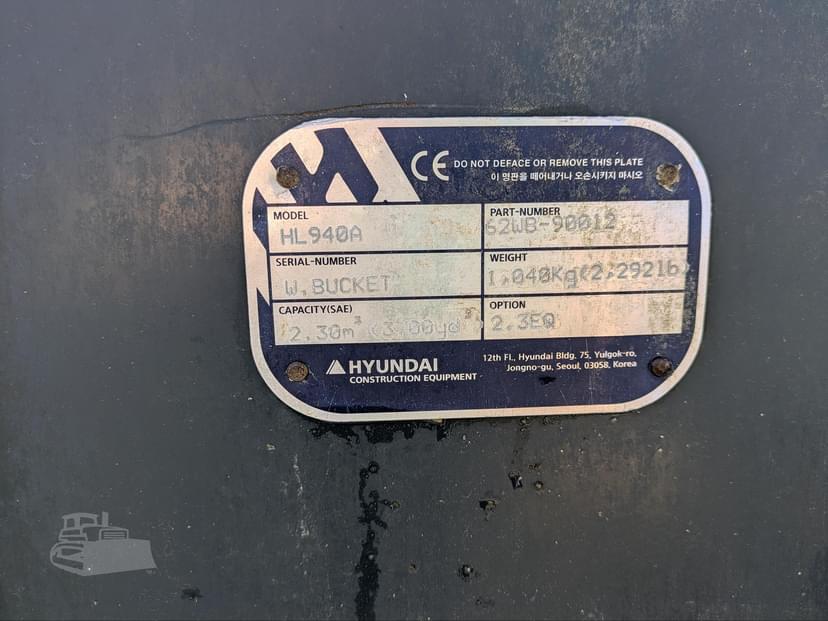 CE DO NOT DEFACE OR REMOVE THIS PLATE
이 명판을 떼어내거나 오손시키지 마시오
MODEL
HL940A
PART-NUMBER
62WB-90012
SERIAL-NUMBER
W.BUCKET
WEIGHT
1,040Kg(2,292lb)
CAPACITY(SAE)
2.30m³(3.00yd³)
OPTION
2.3EQ
HYUNDAI
CONSTRUCTION EQUIPMENT
12th Fl., Hyundai Bldg. 75, Yulgok-ro,
Jongno-gu, Seoul, 03058, Korea